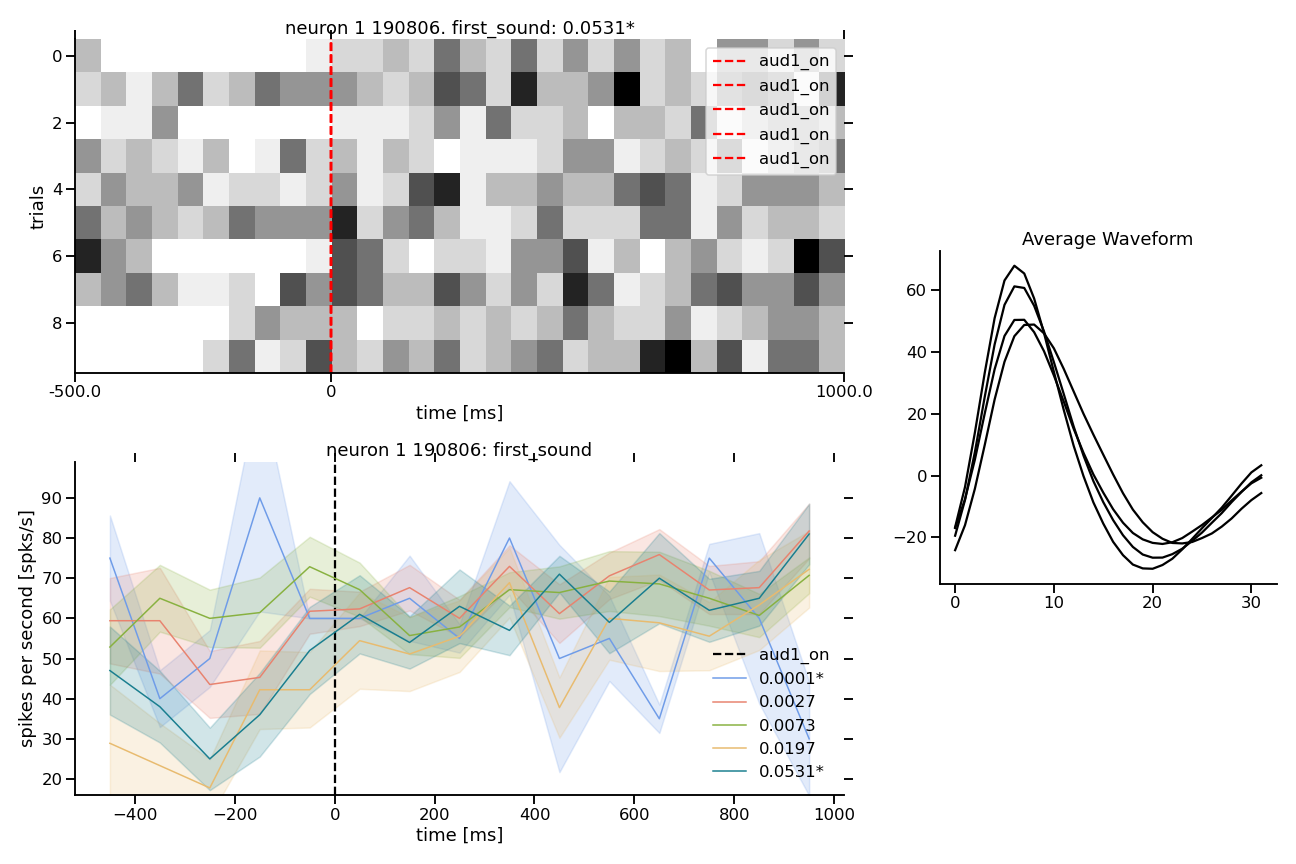 neuron 1 190806. first_sound: 0.0531*
0
2
4
6
8
trials
aud1_on
aud1_on
aud1_on
aud1_on
aud1_on
-500.0
0
1000.0
time [ms]
neuron 1 190806: first_sound
90
80
70
60
50
40
30
20
spikes per second [spks/s]
aud1_on
0.0001*
0.0027
0.0073
0.0197
0.0531*
−400
−200
0
200
400
600
800
1000
time [ms]
Average Waveform
60
40
20
0
−20
0
10
20
30